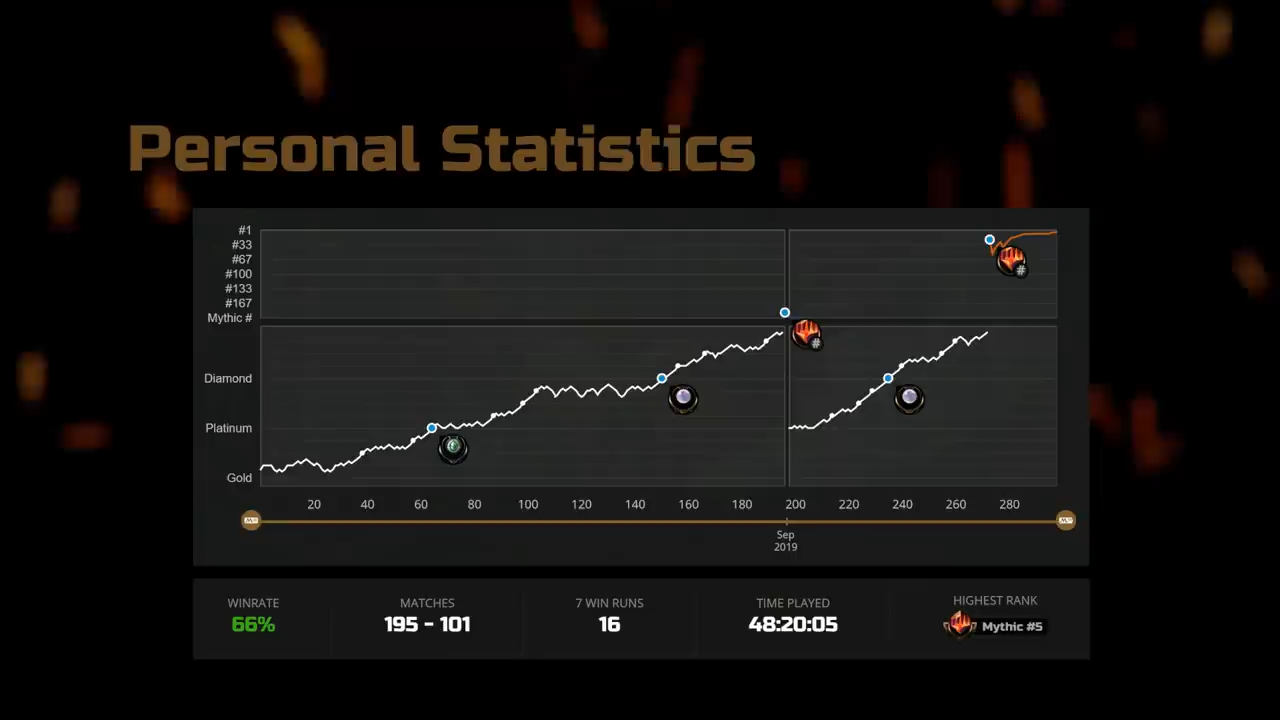 Personal Statistics
#1
#33
#67
#100
#133
#167
Mythic #
Diamond
Platinum
Gold
20 40 60 80 100 120 140 160 180 200 220 240 260 280
Sep
2019
WINRATE MATCHES 7 WIN RUNS TIME PLAYED HIGHEST RANK
66% 195 - 101 16 48:20:05 Mythic #5